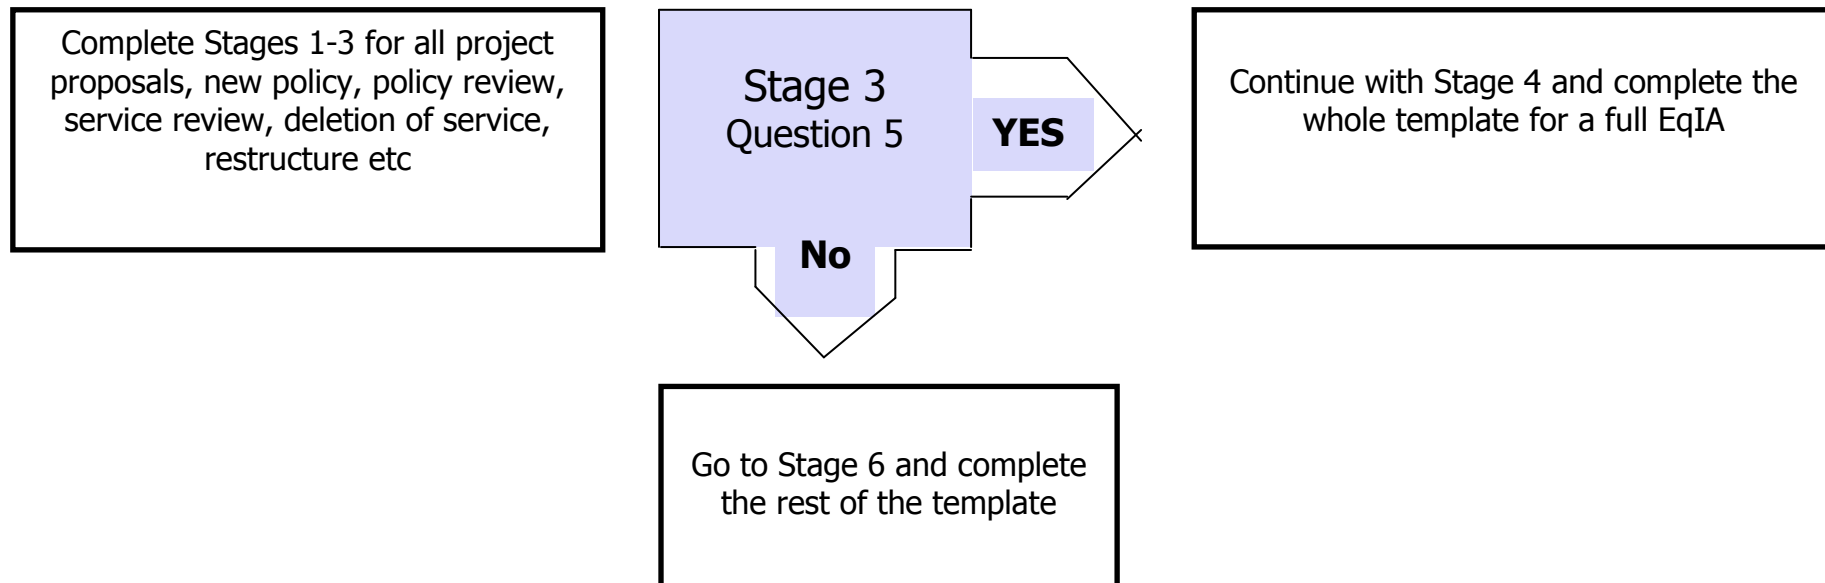 Complete Stages 1-3 for all project
proposals, new policy, policy review,
service review, deletion of service,
restructure etc
Stage 3
Question 5
YES
No
Continue with Stage 4 and complete the
whole template for a full EqIA
Go to Stage 6 and complete
the rest of the template